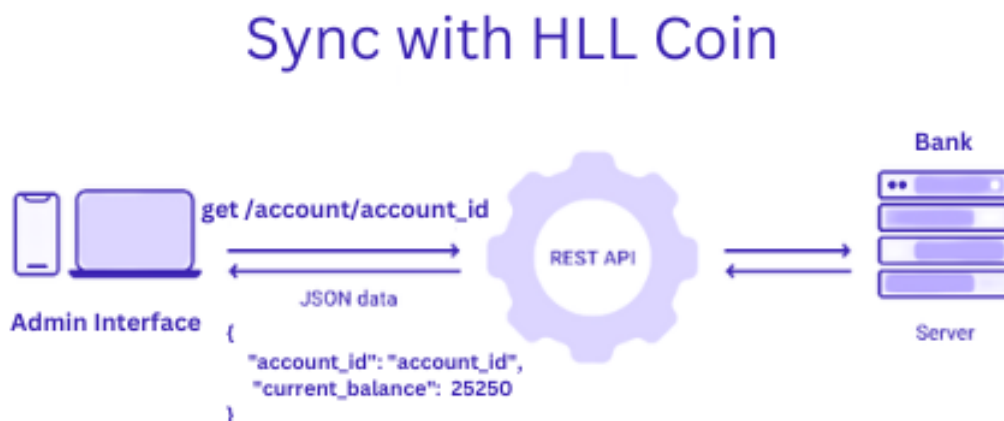 Sync with HLL Coin
Bank
get /account/account_id
REST API
JSON data
Admin Interface
Server
{
"account_id": "account_id",
"current_balance": 25250
}